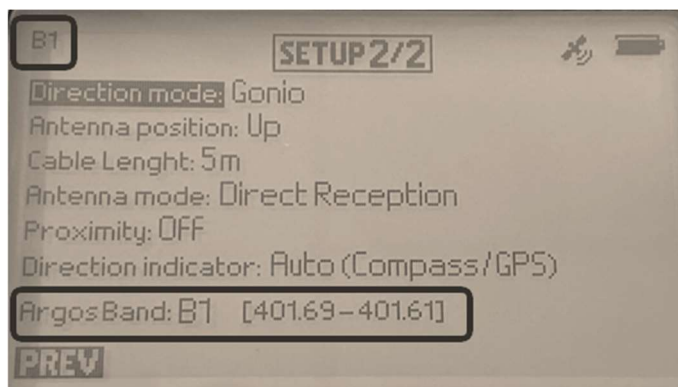 B1
SETUP 2/2
Direction mode: Gonio
Antenna position: Up
Cable Lenght: 5m
Antenna mode: Direct Reception
Proximity: Off
Direction indicator: Auto (Compass/GPS)
Argos Band: B1 [401.69-401.61]
PREV